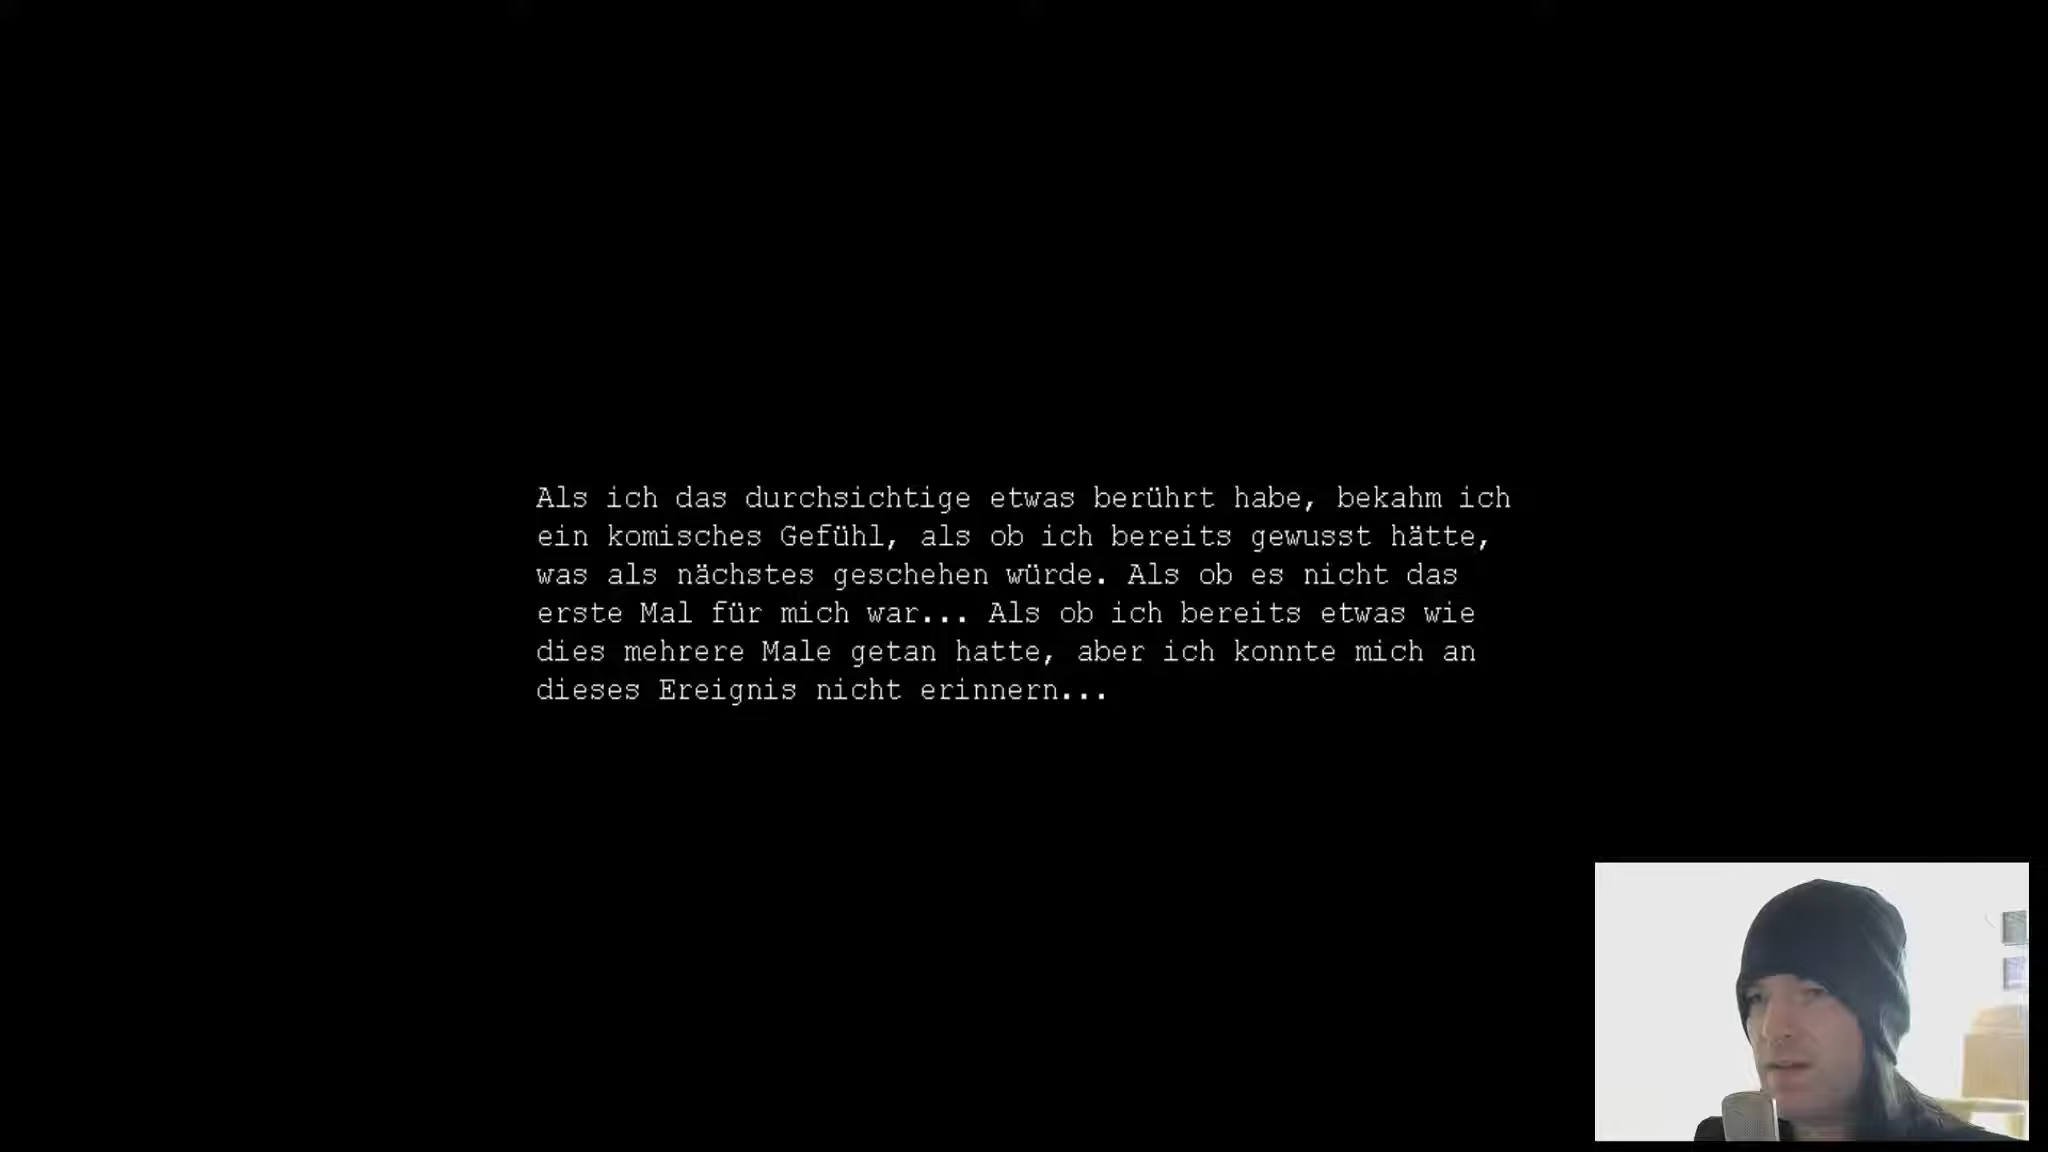 Als ich das durchsichtige etwas berührt habe, bekahm ich
ein komisches Gefühl, als ob ich bereits gewusst hätte,
was als nächstes geschehen würde. Als ob es nicht das
erste Mal für mich war... Als ob ich bereits etwas wie
dies mehrere Male getan hatte, aber ich konnte mich an
dieses Ereignis nicht erinnern...